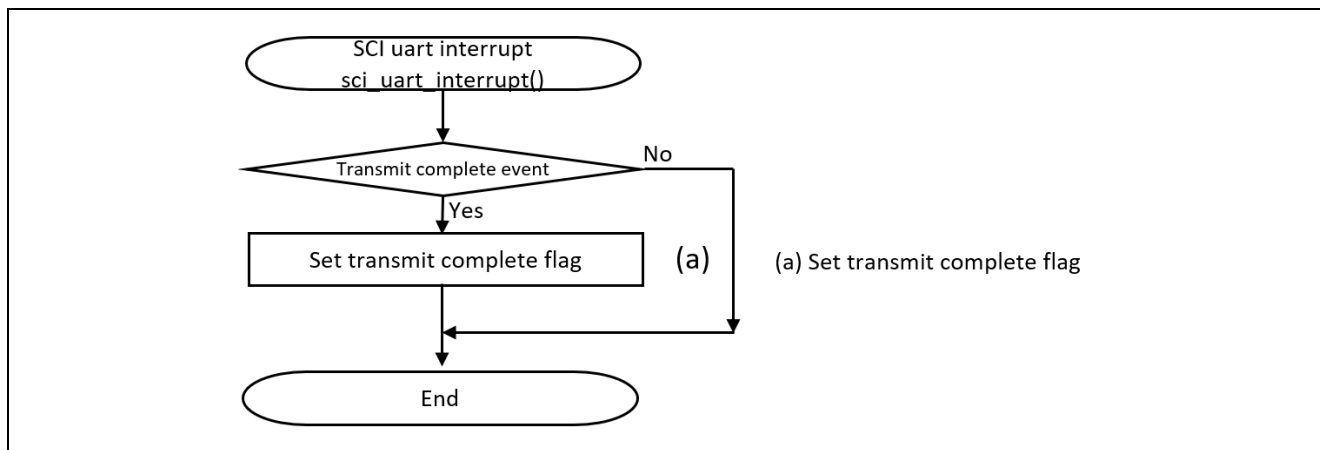 SCI uart interrupt
sci_uart_interrupt()
Transmit complete event
No
Yes
Set transmit complete flag
(a)
(a) Set transmit complete flag
End